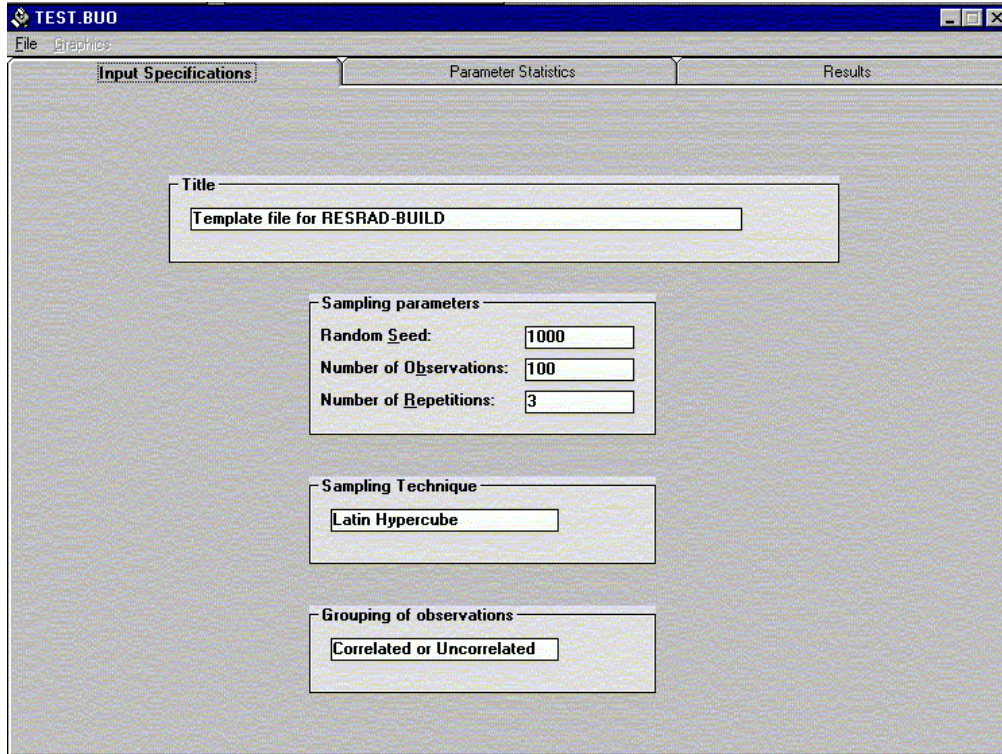 TEST.BUO
File Graphics
Input Specifications Parameter Statistics Results
Title
Template file for RESRAD-BUILD
Sampling parameters
Random Seed: 1000
Number of Observations: 100
Number of Repetitions: 3
Sampling Technique
Latin Hypercube
Grouping of observations
Correlated or Uncorrelated